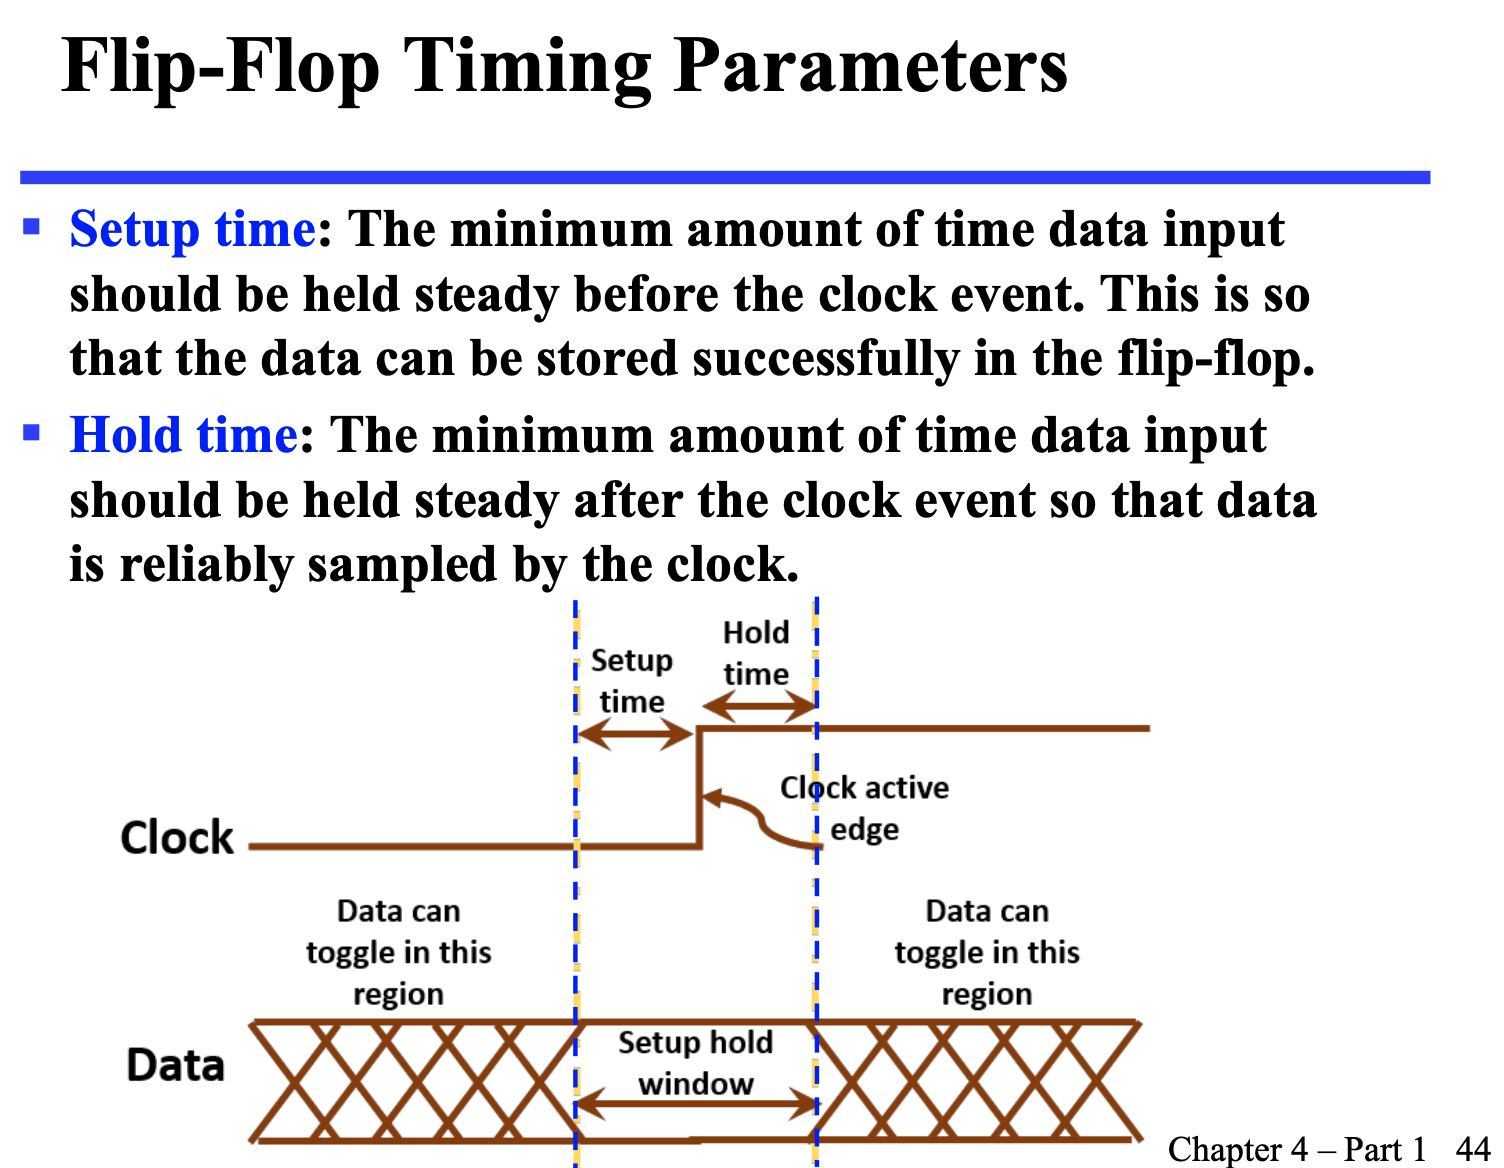 Flip-Flop Timing Parameters
Setup time: The minimum amount of time data input
should be held steady before the clock event. This is so
that the data can be stored successfully in the flip-flop.
Hold time: The minimum amount of time data input
should be held steady after the clock event so that data
is reliably sampled by the clock.
Setup
time
Hold
time
Clock active
edge
Clock
Data can
toggle in this
region
Data can
toggle in this
region
Data
Setup hold
window
Chapter 4 – Part 1 44